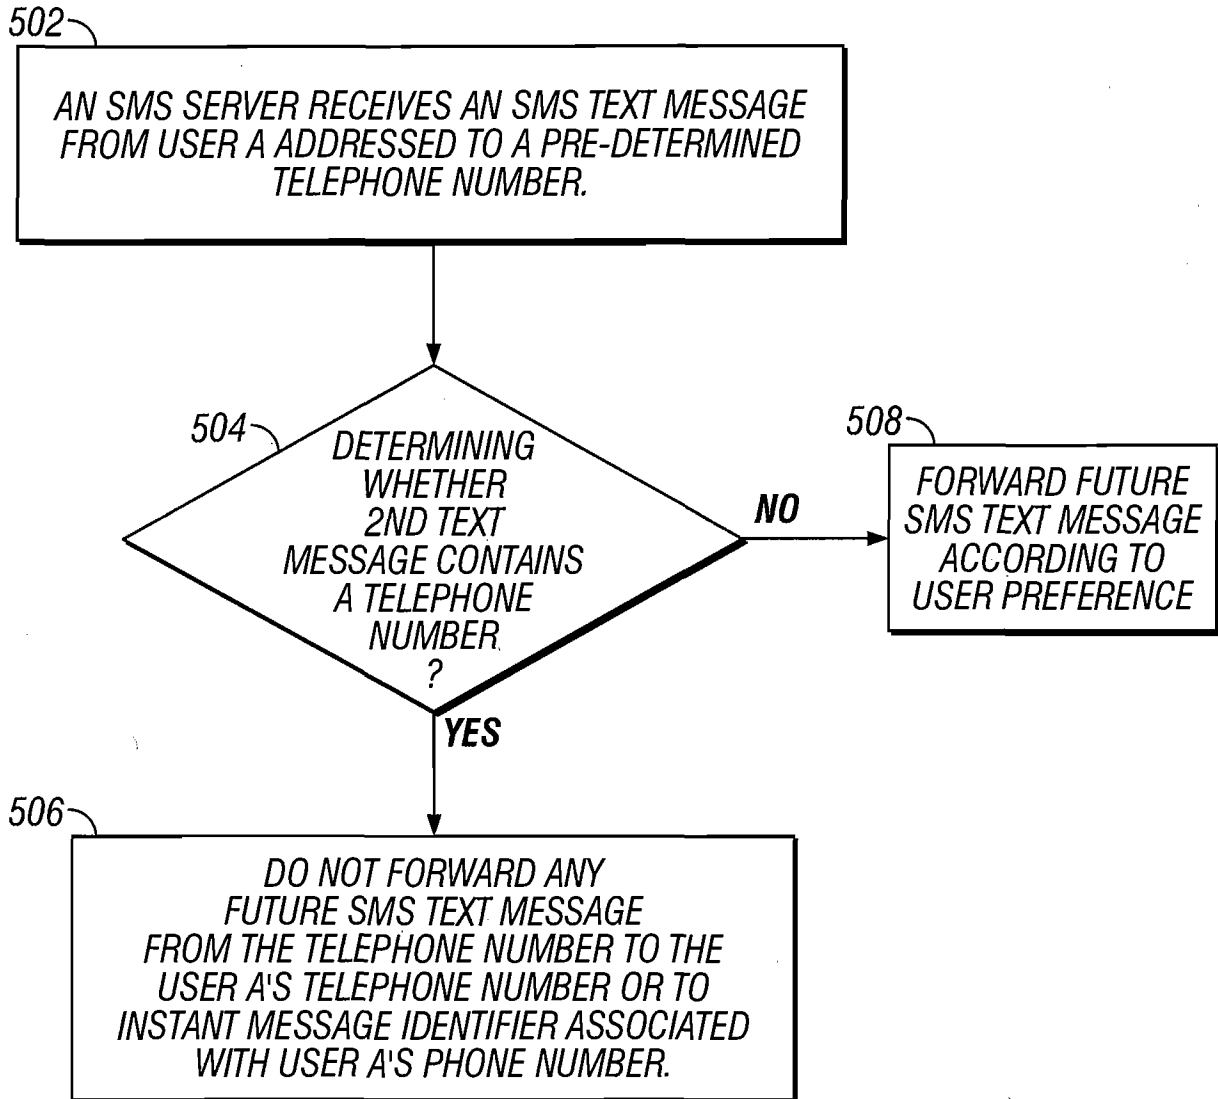 502
AN SMS SERVER RECEIVES AN SMS TEXT MESSAGE
FROM USER A ADDRESSED TO A PRE-DETERMINED
TELEPHONE NUMBER.
504
DETERMINING
WHETHER
2ND TEXT
MESSAGE CONTAINS
A TELEPHONE
NUMBER
?
NO
508
FORWARD FUTURE
SMS TEXT MESSAGE
ACCORDING TO
USER PREFERENCE
YES
506
DO NOT FORWARD ANY
FUTURE SMS TEXT MESSAGE
FROM THE TELEPHONE NUMBER TO THE
USER A'S TELEPHONE NUMBER OR TO
INSTANT MESSAGE IDENTIFIER ASSOCIATED
WITH USER A'S PHONE NUMBER.